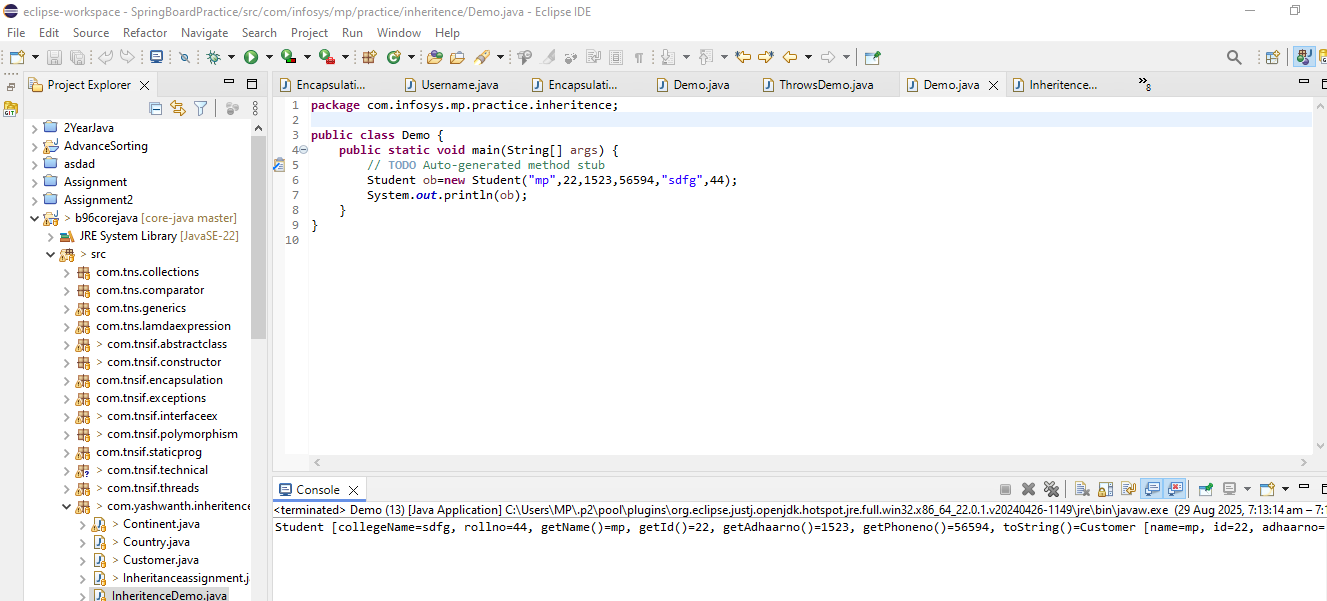 eclipse-workspace - SpringBoardPractice/src/com/infosys/mp/practice/inheritence/Demo.java - Eclipse IDE
File Edit Source Refactor Navigate Search Project Run Window Help
Project Explorer
Encapsulati... Username.java Encapsulati... Demo.java ThrowsDemo.java Demo.java Inheritence... 8
2YearJava
AdvanceSorting
asdad
Assignment
Assignment2
> b96corejava [core-java master]
JRE System Library [JavaSE-22]
> src
com.tns.collections
com.tns.comparator
com.tns.generics
com.tns.lamdaexpression
> com.tnsif.abstractclass
> com.tnsif.constructor
com.tnsif.encapsulation
com.tnsif.exceptions
> com.tnsif.interfaceex
> com.tnsif.polymorphism
com.tnsif.staticprog
> com.tnsif.technical
> com.tnsif.threads
> com.yashwanth.inheritence
> Continent.java
> Country.java
> Customer.java
> Inheritanceassignment.j
InheritenceDemo.java
1 package com.infosys.mp.practice.inheritence;
2
3 public class Demo {
4 public static void main(String[] args) {
5 // TODO Auto-generated method stub
6 Student ob=new Student("mp",22,1523,56594,"sdfg",44);
7 System.out.println(ob);
8 }
9 }
10
Console
<terminated> Demo (13) [Java Application] C:\Users\MP\.p2\pool\plugins\org.eclipse.justj.openjdk.hotspot.jre.full.win32.x86_64_22.0.1.v20240426-1149\jre\bin\javaw.exe (29 Aug 2025, 7:13:14 am – 7:1
Student [collegeName=sdfg, rollno=44, getName()=mp, getId()=22, getAdhaarno()=1523, getPhoneno()=56594, toString()=Customer [name=mp, id=22, adhaarno=